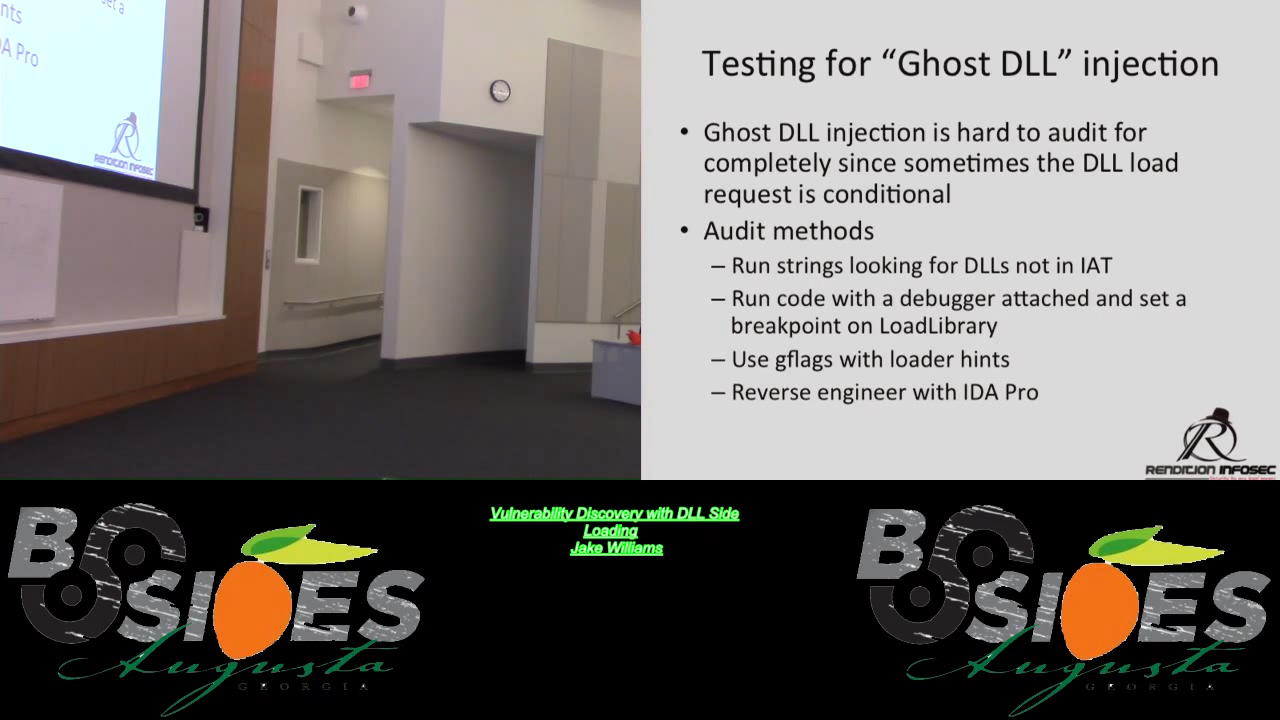 nts
set a
DA Pro
RENDITION INFOSEC
Testing for “Ghost DLL” injection
• Ghost DLL injection is hard to audit for
completely since sometimes the DLL load
request is conditional
• Audit methods
– Run strings looking for DLLs not in IAT
– Run code with a debugger attached and set a
breakpoint on LoadLibrary
– Use gflags with loader hints
– Reverse engineer with IDA Pro
R
RENDITION INFOSEC
Vulnerability Discovery with DLL Side
Loading
Jake Williams
BSIDES
Augusta
GEORGIA
BSIDES
Augusta
GEORGIA